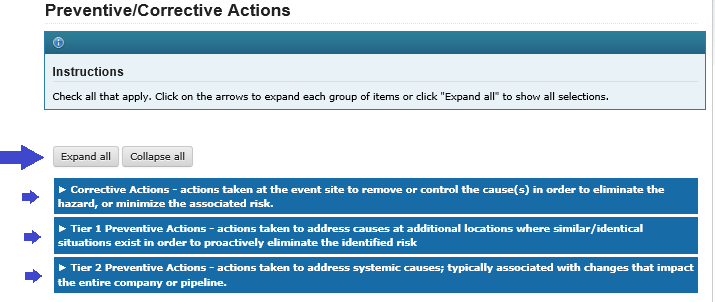 Preventive/Corrective Actions
Instructions
Check all that apply. Click on the arrows to expand each group of items or click "Expand all" to show all selections.
Expand all Collapse all
► Corrective Actions - actions taken at the event site to remove or control the cause(s) in order to eliminate the
hazard, or minimize the associated risk.
► Tier 1 Preventive Actions - actions taken to address causes at additional locations where similar/identical
situations exist in order to proactively eliminate the identified risk
► Tier 2 Preventive Actions - actions taken to address systemic causes; typically associated with changes that impact
the entire company or pipeline.